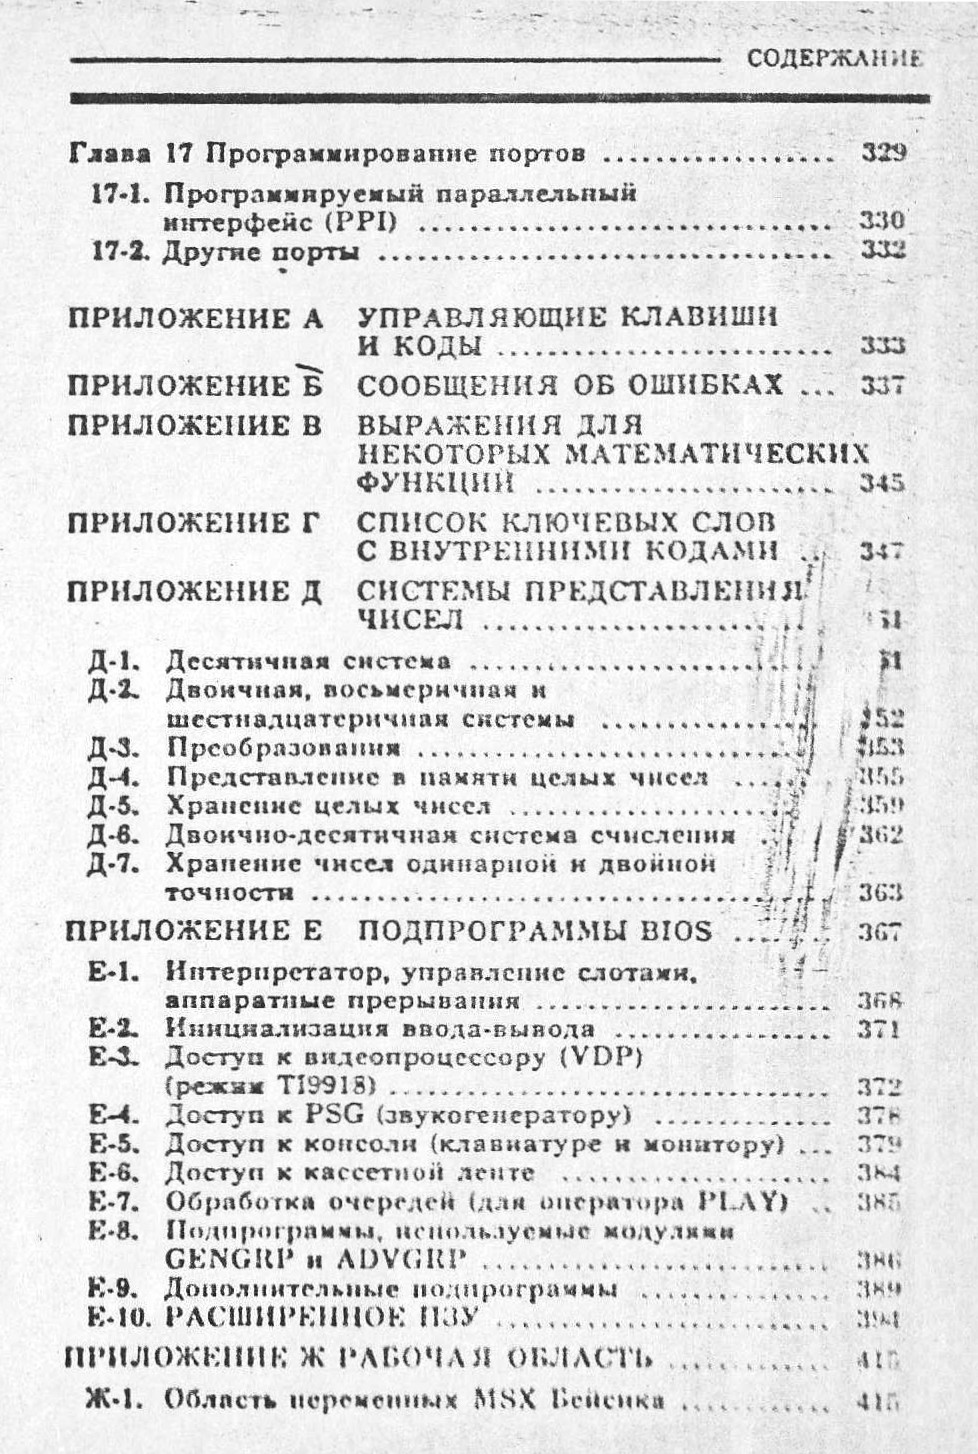 СОДЕРЖАНИЕ
Глава 17 Программирование портов .................. 329
17-1. Программируемый параллельный
интерфейс (PPI) ................................ 330
17-2. Другие порты ................................... 332
ПРИЛОЖЕНИЕ А УПРАВЛЯЮЩИЕ КЛАВИШИ
И КОДЫ .......................... 333
ПРИЛОЖЕНИЕ Б СООБЩЕНИЯ ОБ ОШИБКАХ ... 337
ПРИЛОЖЕНИЕ В ВЫРАЖЕНИЯ ДЛЯ
НЕКОТОРЫХ МАТЕМАТИЧЕСКИХ
ФУНКЦИЙ ....................... 345
ПРИЛОЖЕНИЕ Г СПИСОК КЛЮЧЕВЫХ СЛОВ
С ВНУТРЕННИМИ КОДАМИ .. 347
ПРИЛОЖЕНИЕ Д СИСТЕМЫ ПРЕДСТАВЛЕНИЯ
ЧИСЕЛ ...........................
Д-1. Десятичная система ..........................
Д-2. Двоичная, восьмеричная и
шестнадцатеричная системы ................. 352
Д-3. Преобразования ................................ 353
Д-4. Представление в памяти целых чисел ....... 355
Д-5. Хранение целых чисел ........................ 359
Д-6. Двоично-десятичная система счисления ... 362
Д-7. Хранение чисел одинарной и двойной
точности ........................................ 363
ПРИЛОЖЕНИЕ Е ПОДПРОГРАММЫ BIOS ........ 367
Е-1. Интерпретатор, управление слотами,
аппаратные прерывания ....................... 368
Е-2. Инициализация ввода-вывода ................. 371
Е-3. Доступ к видеопроцессору (VDP)
(режим TI9918) .................................. 372
Е-4. Доступ к PSG (звукогенератору) .............. 378
Е-5. Доступ к консоли (клавиатуре и монитору) ... 379
Е-6. Доступ к кассетной ленте ..................... 384
Е-7. Обработка очередей (для оператора PLAY) .. 385
Е-8. Подпрограммы, используемые модулями
GENGRP и ADVGRP ........................... 386
Е-9. Дополнительные подпрограммы ............... 389
Е-10. РАСШИРЕННОЕ ПЗУ .......................... 394
ПРИЛОЖЕНИЕ Ж РАБОЧАЯ ОБЛАСТЬ ............. 415
Ж-1. Область переменных MSX Бейсика ............ 415